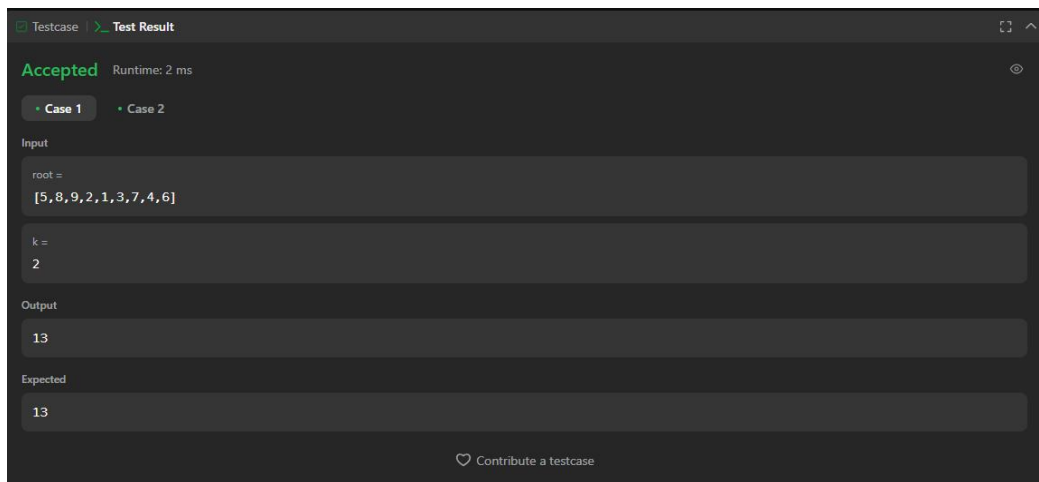 Testcase | >_ Test Result
Accepted Runtime: 2 ms
• Case 1 • Case 2
Input
root =
[5,8,9,2,1,3,7,4,6]
k =
2
Output
13
Expected
13
Contribute a testcase